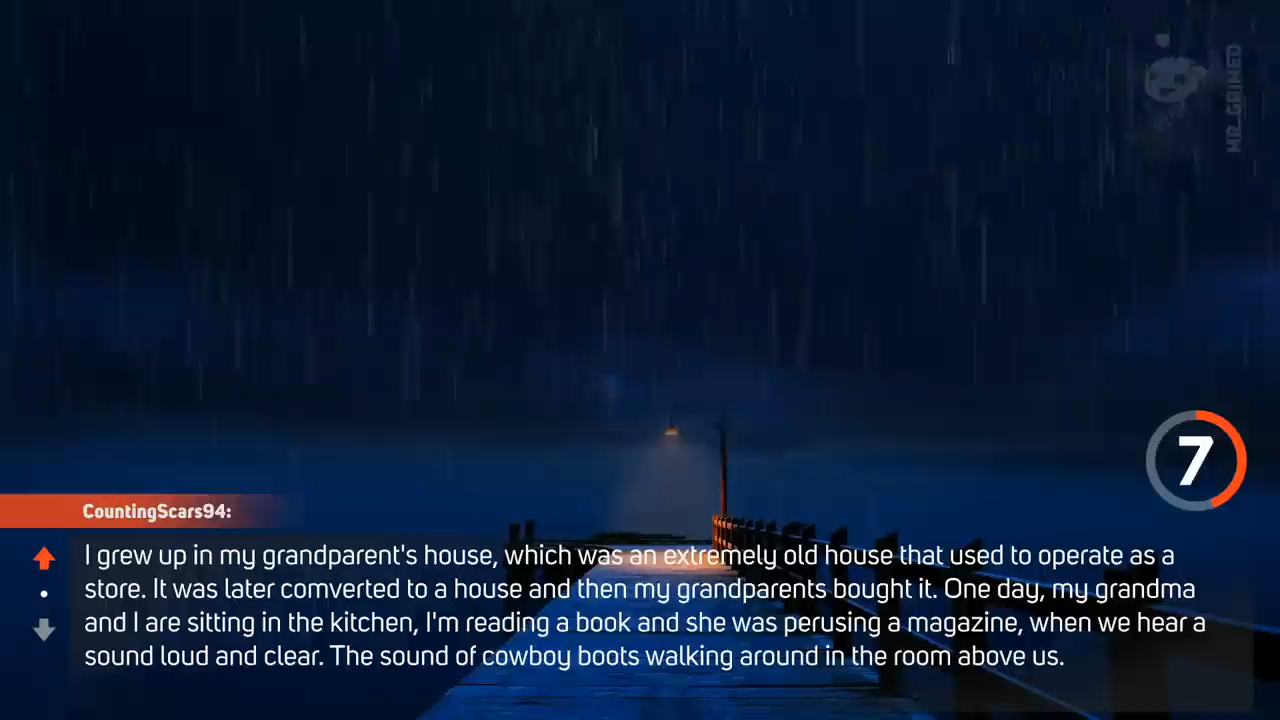 MR_GRIMED
7
CountingScars94:
I grew up in my grandparent's house, which was an extremely old house that used to operate as a
store. It was later comverted to a house and then my grandparents bought it. One day, my grandma
and I are sitting in the kitchen, I'm reading a book and she was perusing a magazine, when we hear a
sound loud and clear. The sound of cowboy boots walking around in the room above us.